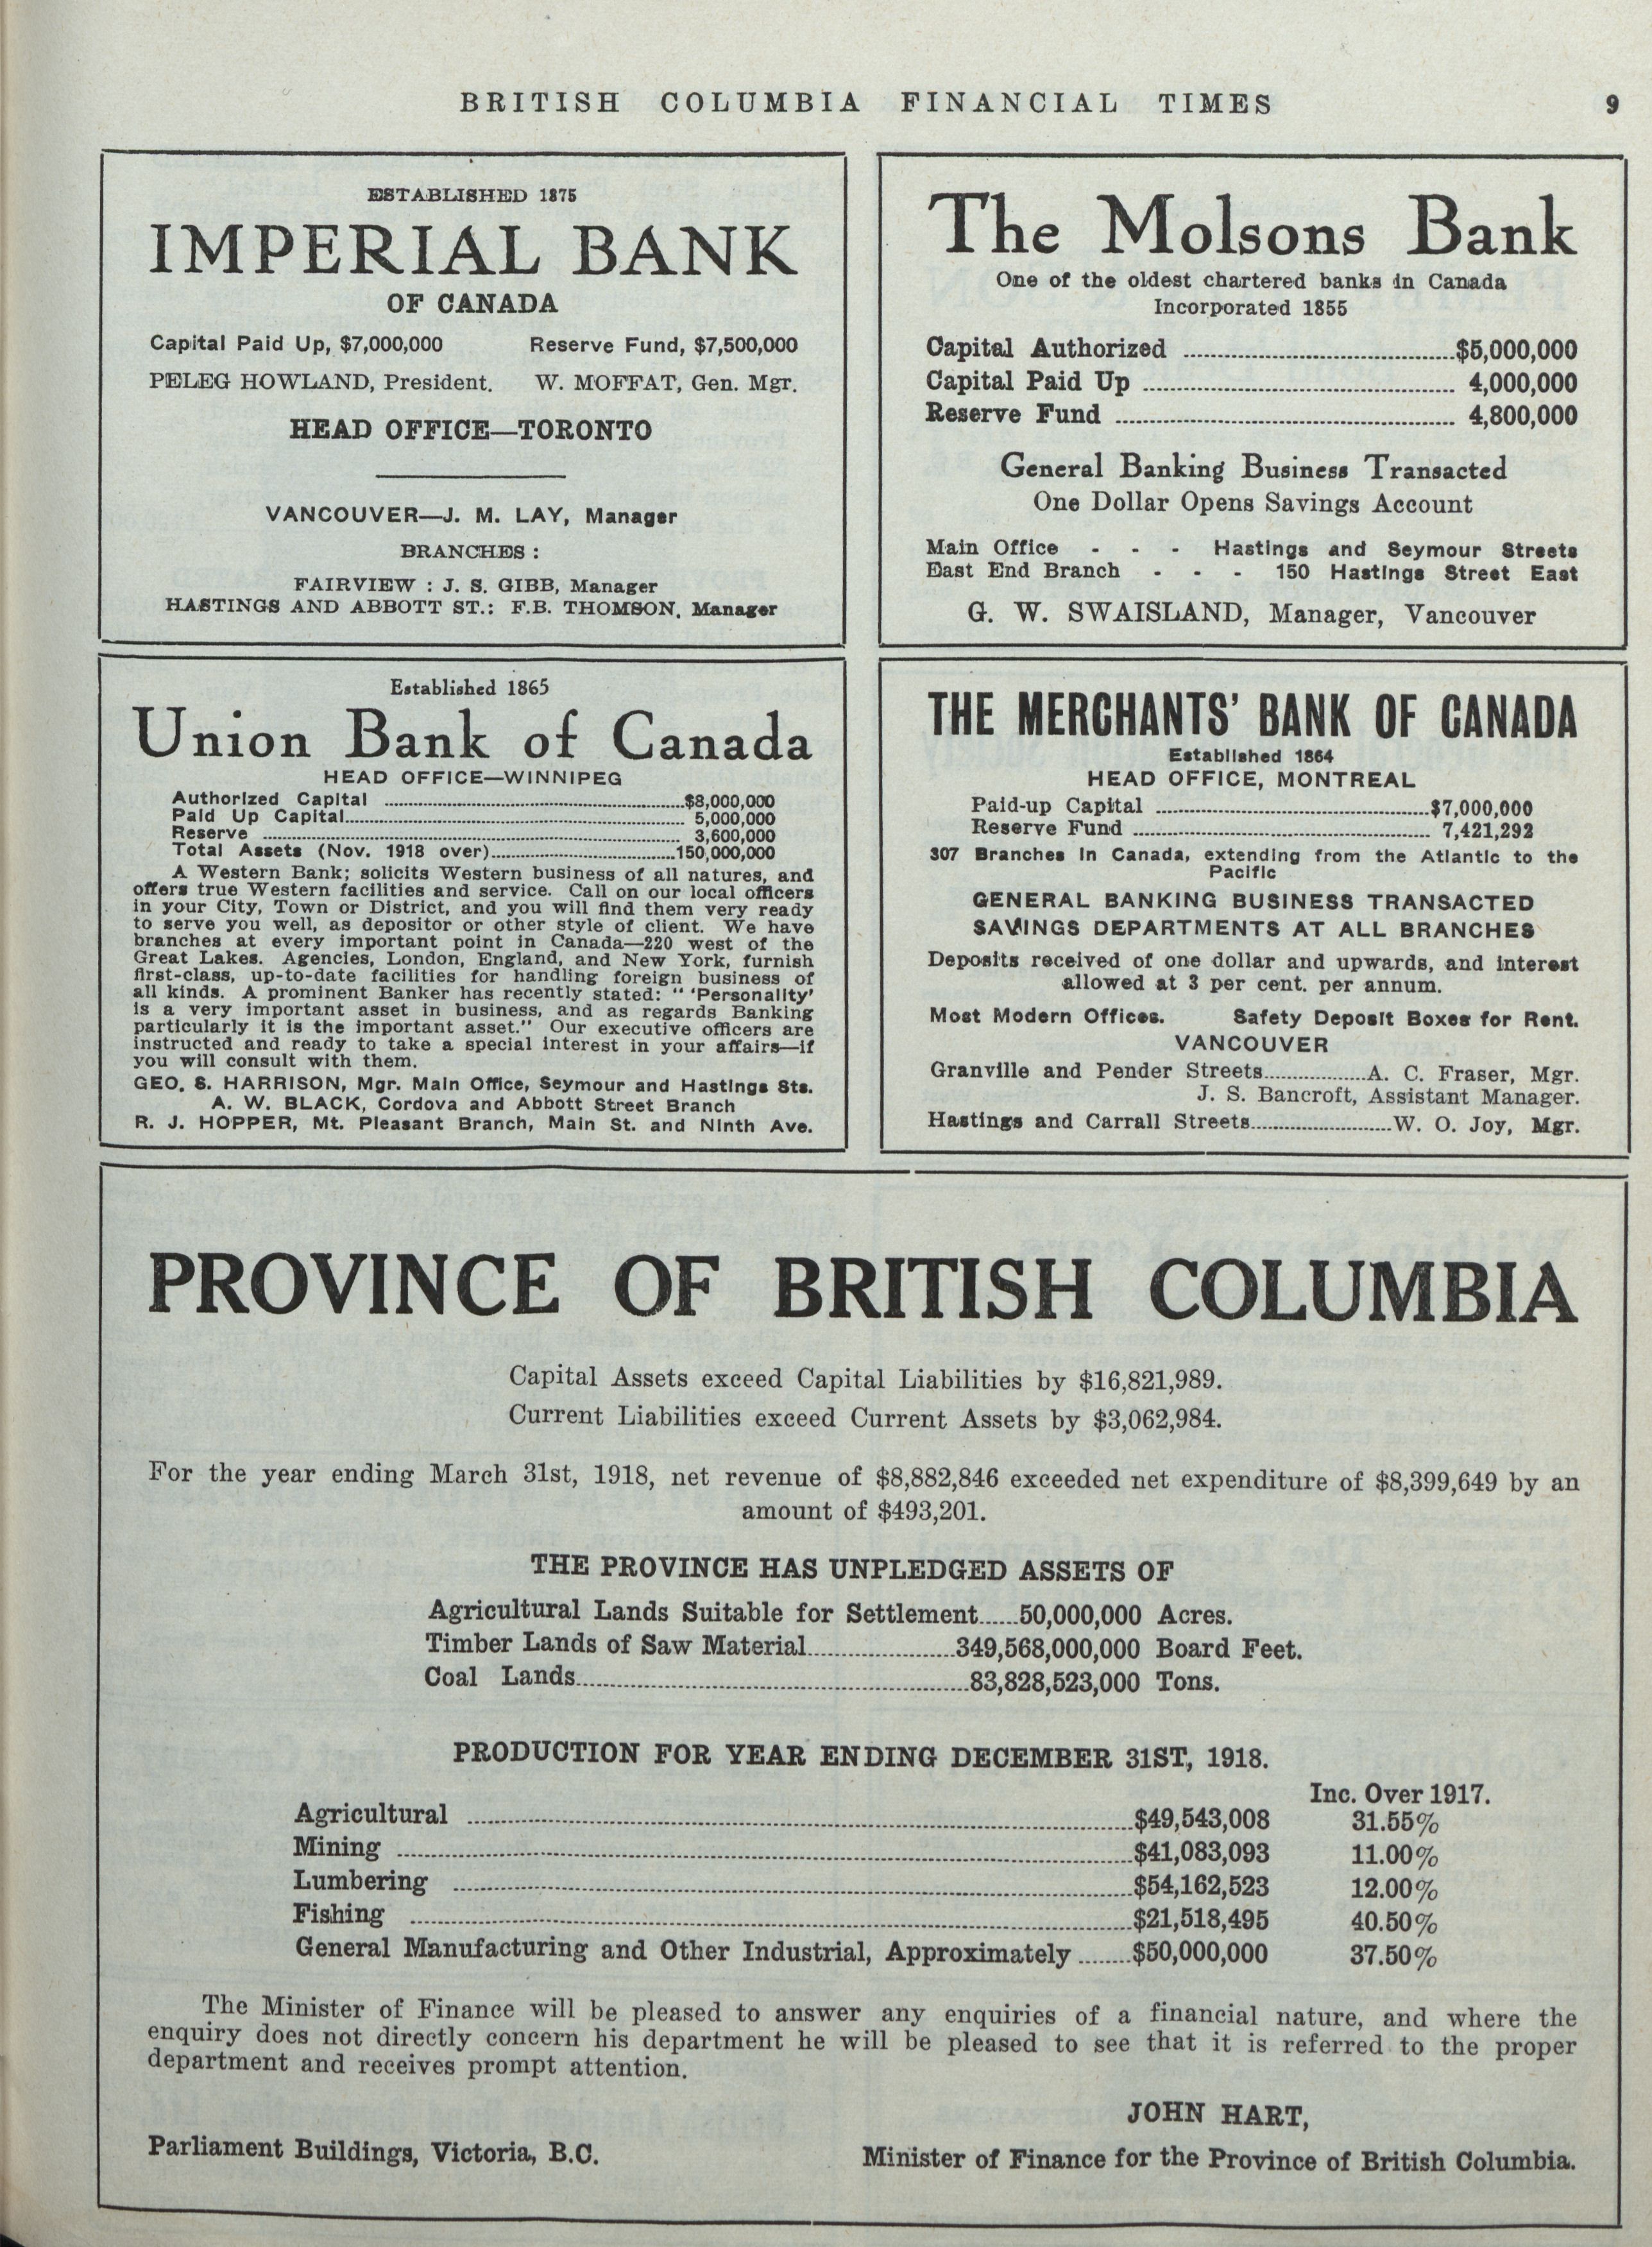 BRITISH COLUMBIA FINANCIAL TIMES 9
ESTABLISHED 1875
IMPERIAL BANK
OF CANADA
Capital Paid Up, $7,000,000 Reserve Fund, $7,500,000
PELEG HOWLAND, President. W. MOFFAT, Gen. Mgr.
HEAD OFFICE—TORONTO
VANCOUVER—J. M. LAY, Manager
BRANCHES :
FAIRVIEW : J. S. GIBB, Manager
HASTINGS AND ABBOTT ST.: F.B. THOMSON, Manager
The Molsons Bank
One of the oldest chartered banks in Canada
Incorporated 1855
Capital Authorized ........ $5,000,000
Capital Paid Up ........ 4,000,000
Reserve Fund ........ 4,800,000
General Banking Business Transacted
One Dollar Opens Savings Account
Main Office - - - Hastings and Seymour Streets
East End Branch - - - 150 Hastings Street East
G. W. SWAISLAND, Manager, Vancouver
Established 1865
Union Bank of Canada
HEAD OFFICE—WINNIPEG
Authorized Capital ........ $8,000,000
Paid Up Capital ........ 5,000,000
Reserve ........ 3,600,000
Total Assets (Nov. 1918 over) ........ 150,000,000
A Western Bank; solicits Western business of all natures, and
offers true Western facilities and service. Call on our local officers
in your City, Town or District, and you will find them very ready
to serve you well, as depositor or other style of client. We have
branches at every important point in Canada—220 west of the
Great Lakes. Agencies, London, England, and New York, furnish
first-class, up-to-date facilities for handling foreign business of
all kinds. A prominent Banker has recently stated: " 'Personality'
is a very important asset in business, and as regards Banking
particularly it is the important asset." Our executive officers are
instructed and ready to take a special interest in your affairs—if
you will consult with them.
GEO. S. HARRISON, Mgr. Main Office, Seymour and Hastings Sts.
A. W. BLACK, Cordova and Abbott Street Branch
R. J. HOPPER, Mt. Pleasant Branch, Main St. and Ninth Ave.
THE MERCHANTS' BANK OF CANADA
Established 1864
HEAD OFFICE, MONTREAL
Paid-up Capital ........ $7,000,000
Reserve Fund ........ 7,421,292
307 Branches in Canada, extending from the Atlantic to the
Pacific
GENERAL BANKING BUSINESS TRANSACTED
SAVINGS DEPARTMENTS AT ALL BRANCHES
Deposits received of one dollar and upwards, and interest
allowed at 3 per cent. per annum.
Most Modern Offices. Safety Deposit Boxes for Rent.
VANCOUVER
Granville and Pender Streets ........ A. C. Fraser, Mgr.
J. S. Bancroft, Assistant Manager.
Hastings and Carrall Streets ........ W. O. Joy, Mgr.
PROVINCE OF BRITISH COLUMBIA
Capital Assets exceed Capital Liabilities by $16,821,989.
Current Liabilities exceed Current Assets by $3,062,984.
For the year ending March 31st, 1918, net revenue of $8,882,846 exceeded net expenditure of $8,399,649 by an
amount of $493,201.
THE PROVINCE HAS UNPLEDGED ASSETS OF
Agricultural Lands Suitable for Settlement ...... 50,000,000 Acres.
Timber Lands of Saw Material ........ 349,568,000,000 Board Feet.
Coal Lands ........ 83,828,523,000 Tons.
PRODUCTION FOR YEAR ENDING DECEMBER 31ST, 1918.
Inc. Over 1917.
Agricultural ........ $49,543,008 31.55%
Mining ........ $41,083,093 11.00%
Lumbering ........ $54,162,523 12.00%
Fishing ........ $21,518,495 40.50%
General Manufacturing and Other Industrial, Approximately ........ $50,000,000 37.50%
The Minister of Finance will be pleased to answer any enquiries of a financial nature, and where the
enquiry does not directly concern his department he will be pleased to see that it is referred to the proper
department and receives prompt attention.
JOHN HART,
Parliament Buildings, Victoria, B.C. Minister of Finance for the Province of British Columbia.